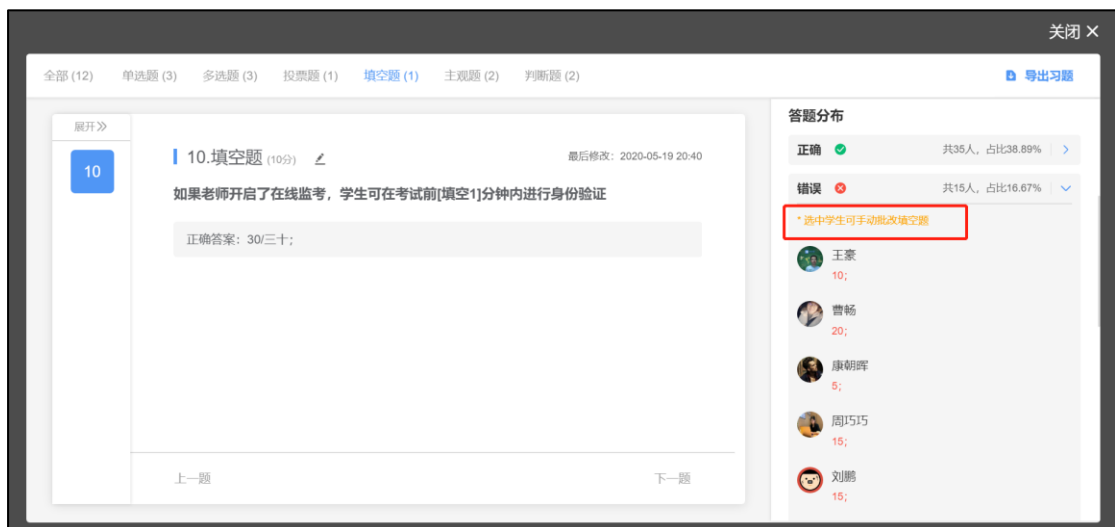 关闭 ×
全部 (12) 单选题 (3) 多选题 (3) 投票题 (1) 填空题 (1) 主观题 (2) 判断题 (2) 导出习题
展开
10
10.填空题 (10分) 最后修改：2020-05-19 20:40
如果老师开启了在线监考，学生可在考试前[填空1]分钟内进行身份验证
正确答案：30/三十;
上一题 下一题
答题分布
正确 共35人，占比38.89%
错误 共15人，占比16.67%
* 选中学生可手动批改填空题
王豪
10;
曹畅
20;
康朝晖
5;
周巧巧
15;
刘鹏
15;